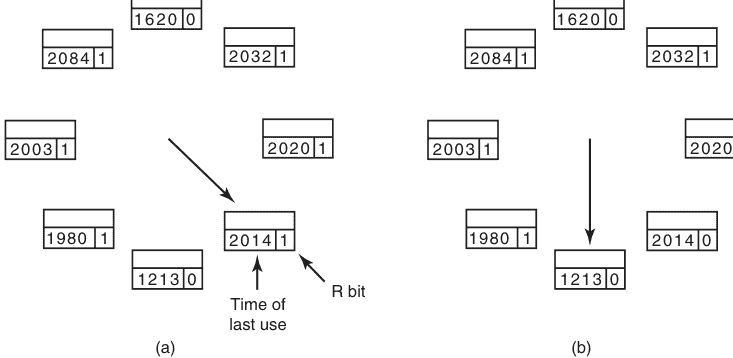 1620 0 1620 0
2084 1 2032 1 2084 1 2032 1
2003 1 2020 1 2003 1 2020
1980 1 2014 1 1980 1 2014 0
1213 0 1213 0
Time of
last use
R bit
(a) (b)